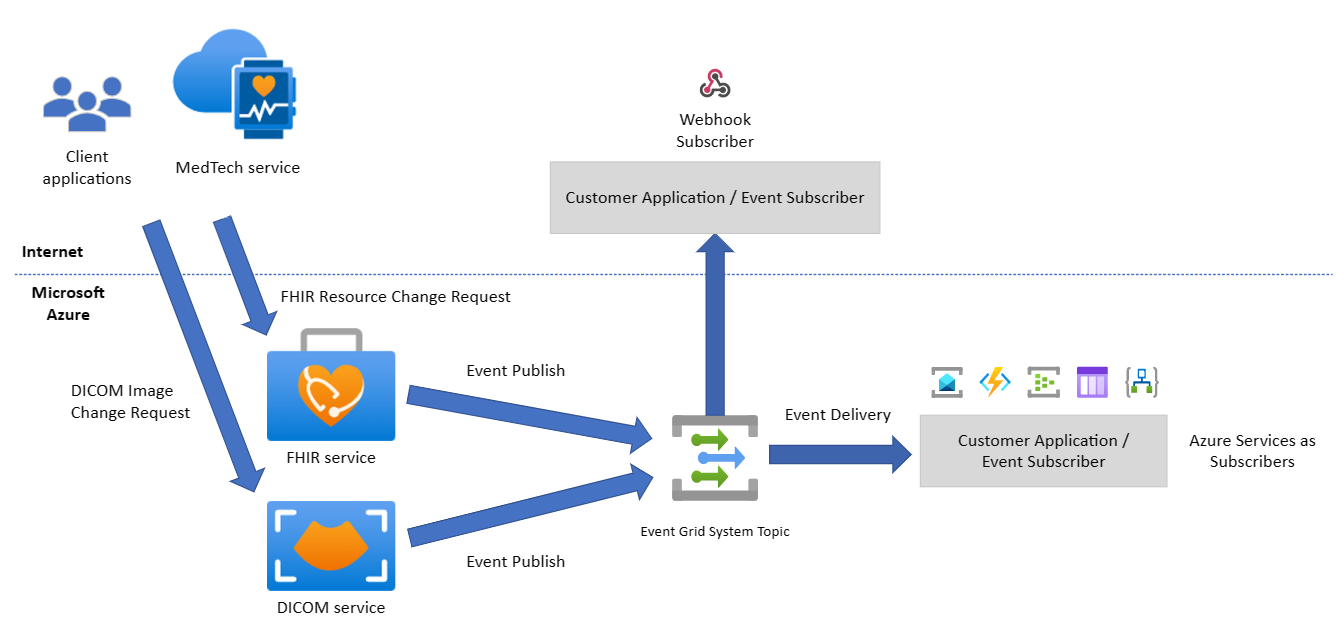 Client
applications
MedTech service
Webhook
Subscriber
Customer Application / Event Subscriber
Internet
Microsoft
Azure
FHIR Resource Change Request
DICOM Image
Change Request
Event Publish
FHIR service
Event Delivery
Customer Application /
Event Subscriber
Azure Services as
Subscribers
Event Grid System Topic
Event Publish
DICOM service